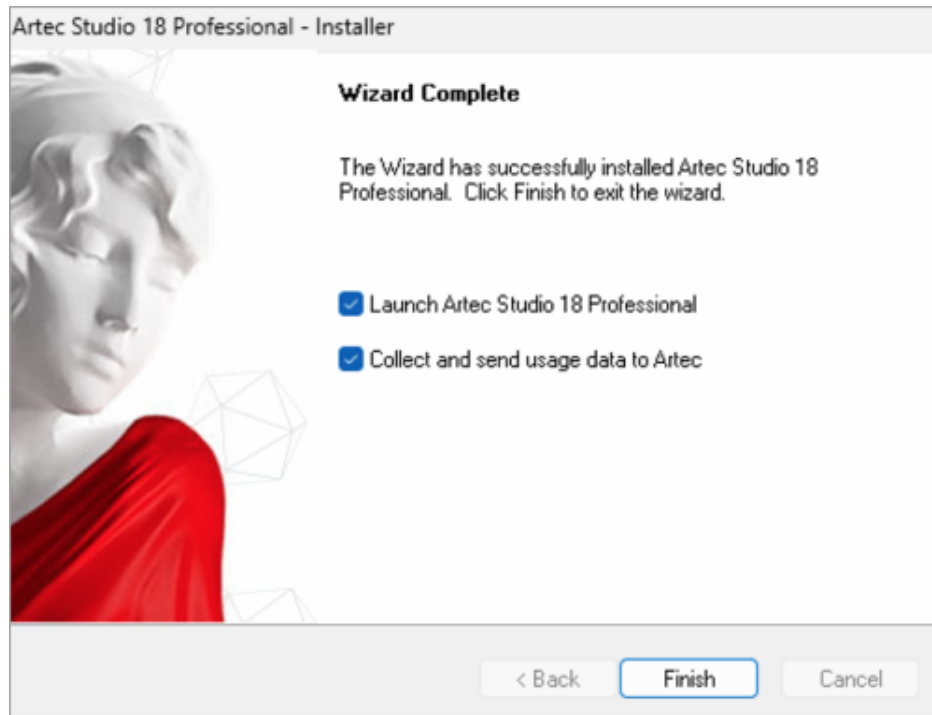 Artec Studio 18 Professional - Installer
Wizard Complete
The Wizard has successfully installed Artec Studio 18
Professional.  Click Finish to exit the wizard.
Launch Artec Studio 18 Professional
Collect and send usage data to Artec
< Back
Finish
Cancel